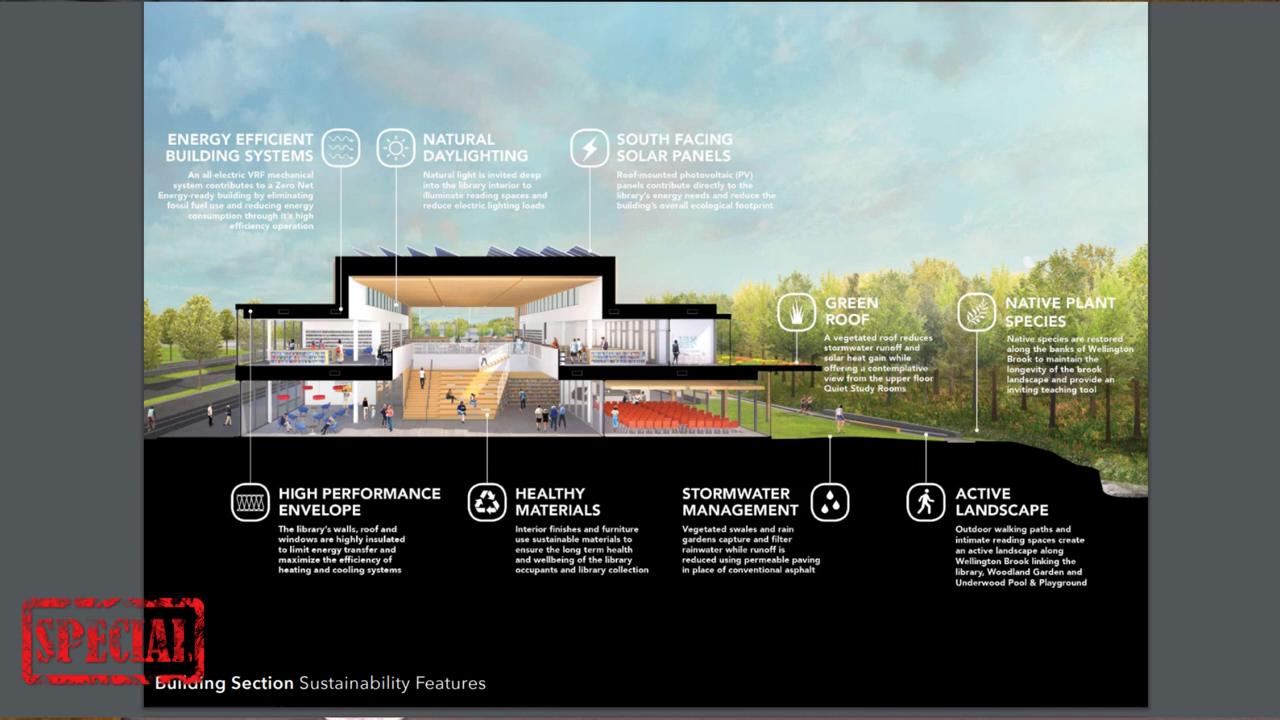 ENERGY EFFICIENT
BUILDING SYSTEMS
An all-electric VRF mechanical
system contributes to a Zero Net
Energy-ready building by eliminating
fossil fuel use and reducing energy
consumption through it's high
efficiency operation
NATURAL
DAYLIGHTING
Natural light is invited deep
into the library interior to
illuminate reading spaces and
reduce electric lighting loads
SOUTH FACING
SOLAR PANELS
Roof-mounted photovoltaic (PV)
panels contribute directly to the
library's energy needs and reduce the
building's overall ecological footprint
GREEN
ROOF
A vegetated roof reduces
stormwater runoff and
solar heat gain while
offering a contemplative
view from the upper floor
Quiet Study Rooms
NATIVE PLANT
SPECIES
Native species are restored
along the banks of Wellington
Brook to maintain the
longevity of the brook
landscape and provide an
inviting teaching tool
HIGH PERFORMANCE
ENVELOPE
The library's walls, roof and
windows are highly insulated
to limit energy transfer and
maximize the efficiency of
heating and cooling systems
HEALTHY
MATERIALS
Interior finishes and furniture
use sustainable materials to
ensure the long term health
and wellbeing of the library
occupants and library collection
STORMWATER
MANAGEMENT
Vegetated swales and rain
gardens capture and filter
rainwater while runoff is
reduced using permeable paving
in place of conventional asphalt
ACTIVE
LANDSCAPE
Outdoor walking paths and
intimate reading spaces create
an active landscape along
Wellington Brook linking the
library, Woodland Garden and
Underwood Pool & Playground
SPECIAL
Building Section Sustainability Features